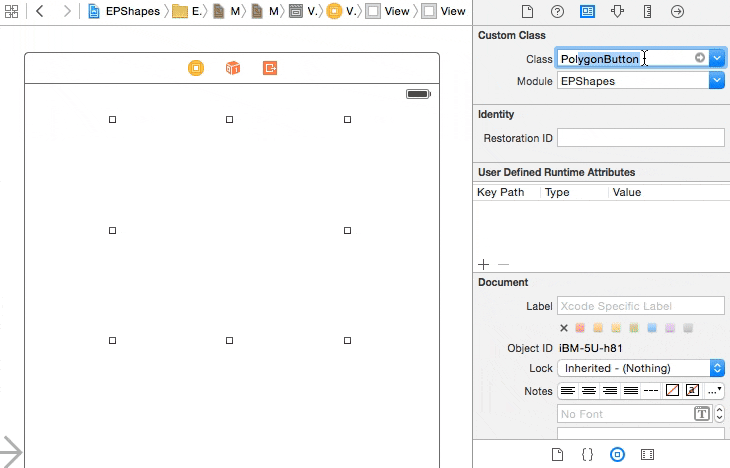 EPShapes E. M M V. V. View View
Custom Class
Class PolygonButton
Module EPShapes
Identity
Restoration ID
User Defined Runtime Attributes
Key Path Type Value
Document
Label Xcode Specific Label
Object ID iBM-5U-h81
Lock Inherited - (Nothing)
Notes
No Font T